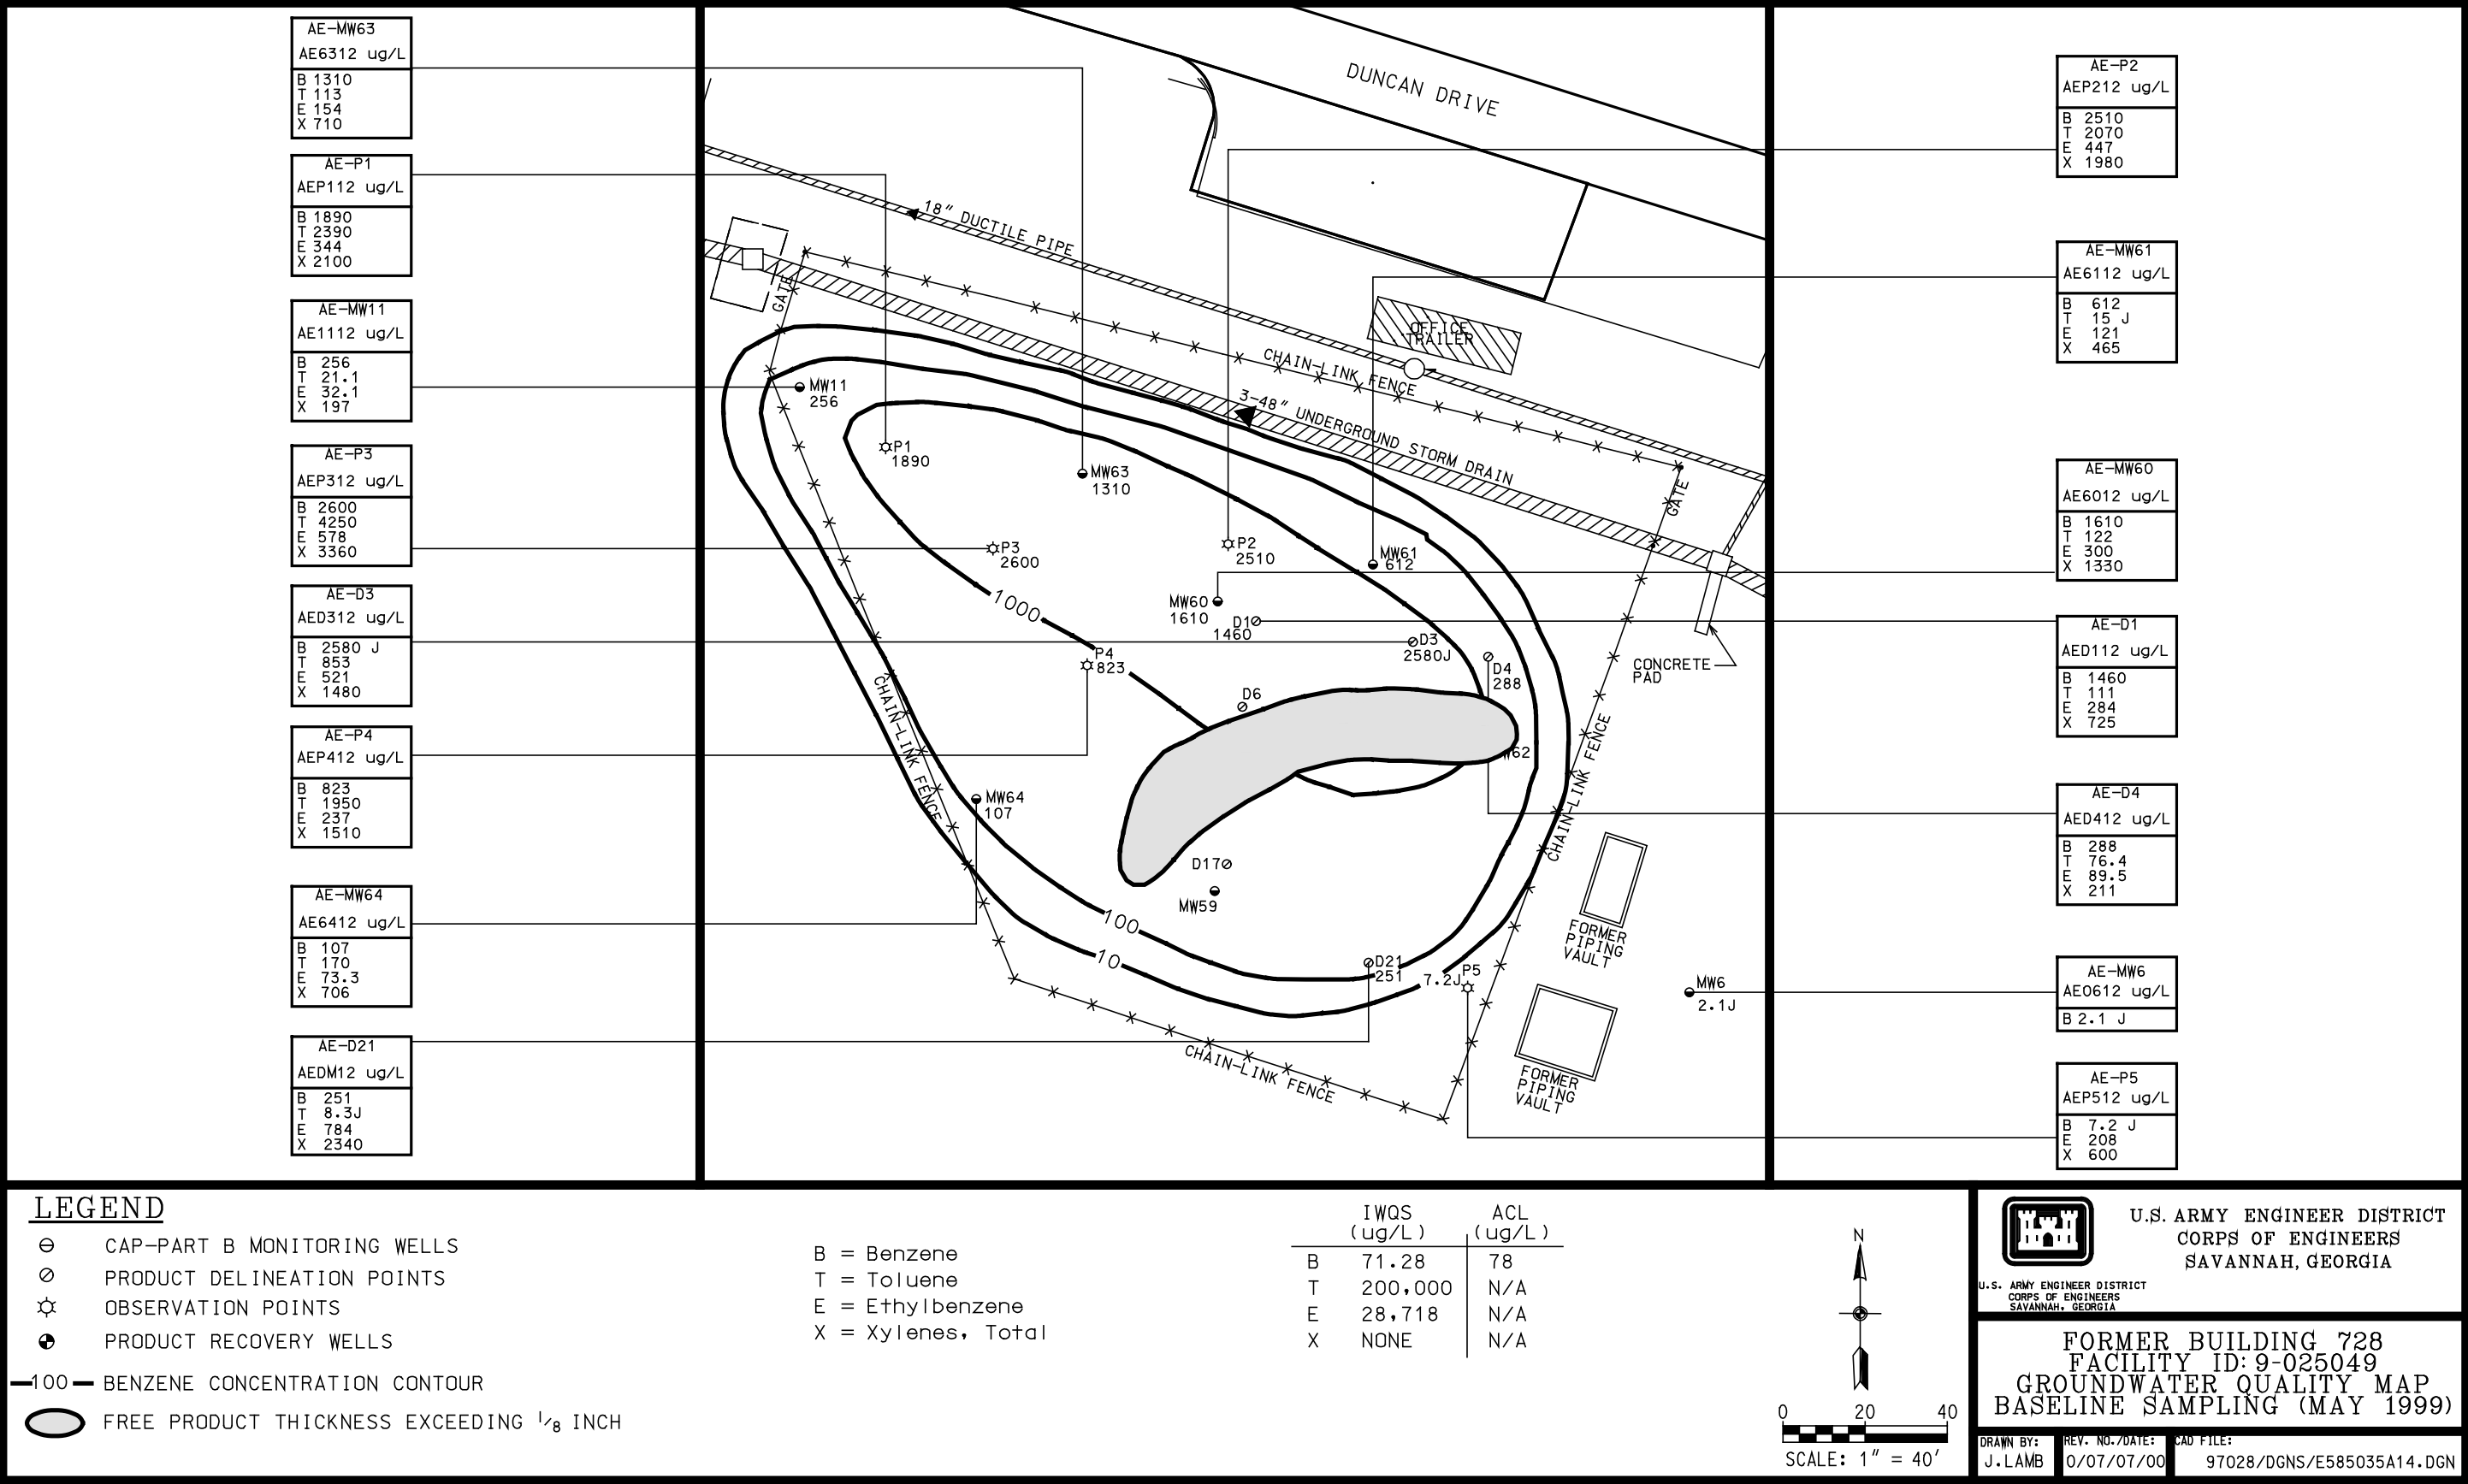 AE-MW63
AE6312 ug/L
B 1310
T 113
E 154
X 710
AE-P1
AEP112 ug/L
B 1890
T 2390
E 344
X 2100
AE-MW11
AE1112 ug/L
B 256
T 21.1
E 32.1
X 197
AE-P3
AEP312 ug/L
B 2600
T 4250
E 578
X 3360
AE-D3
AED312 ug/L
B 2580 J
T 853
E 521
X 1480
AE-P4
AEP412 ug/L
B 823
T 1950
E 237
X 1510
AE-MW64
AE6412 ug/L
B 107
T 170
E 73.3
X 706
AE-D21
AEDM12 ug/L
B 251
T 8.3J
E 784
X 2340
DUNCAN DRIVE
18" DUCTILE PIPE
GATE
OFFICE
TRAILER
CHAIN-LINK FENCE
3-48" UNDERGROUND STORM DRAIN
GATE
MW11
256
P1
1890
MW63
1310
P3
2600
P2
2510
MW61
612
MW60
1610
D1
1460
D3
2580J
D4
288
1000
P4
823
D6
CONCRETE
PAD
CHAIN-LINK FENCE
CHAIN-LINK FENCE
W62
MW64
107
D17
MW59
100
10
D21
251
7.2J
P5
MW6
2.1J
FORMER
PIPING
VAULT
FORMER
PIPING
VAULT
CHAIN-LINK FENCE
AE-P2
AEP212 ug/L
B 2510
T 2070
E 447
X 1980
AE-MW61
AE6112 ug/L
B 612
T 15 J
E 121
X 465
AE-MW60
AE6012 ug/L
B 1610
T 122
E 300
X 1330
AE-D1
AED112 ug/L
B 1460
T 111
E 284
X 725
AE-D4
AED412 ug/L
B 288
T 76.4
E 89.5
X 211
AE-MW6
AE0612 ug/L
B 2.1 J
AE-P5
AEP512 ug/L
B 7.2 J
E 208
X 600
LEGEND
CAP-PART B MONITORING WELLS
PRODUCT DELINEATION POINTS
OBSERVATION POINTS
PRODUCT RECOVERY WELLS
100 BENZENE CONCENTRATION CONTOUR
FREE PRODUCT THICKNESS EXCEEDING 1/8 INCH
B = Benzene
T = Toluene
E = Ethylbenzene
X = Xylenes, Total
IWQS ACL
(ug/L) (ug/L)
B 71.28 78
T 200,000 N/A
E 28,718 N/A
X NONE N/A
N
0 20 40
SCALE: 1" = 40'
U.S. ARMY ENGINEER DISTRICT
CORPS OF ENGINEERS
SAVANNAH, GEORGIA
U.S. ARMY ENGINEER DISTRICT
CORPS OF ENGINEERS
SAVANNAH, GEORGIA
FORMER BUILDING 728
FACILITY ID: 9-025049
GROUNDWATER QUALITY MAP
BASELINE SAMPLING (MAY 1999)
DRAWN BY:
J.LAMB
REV. NO./DATE:
0/07/07/00
CAD FILE:
97028/DGNS/E585035A14.DGN